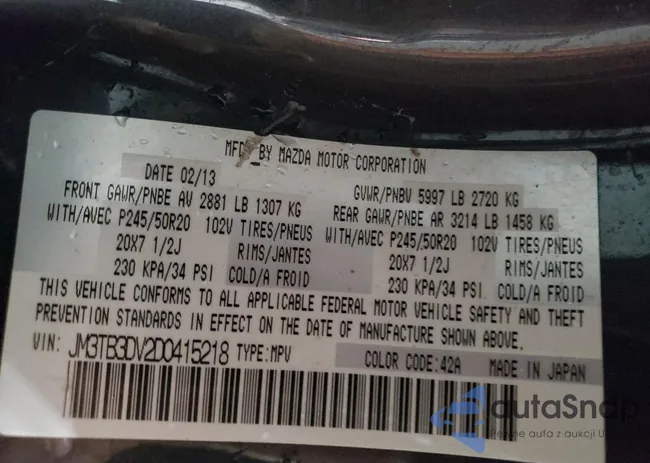 MFD BY MAZDA MOTOR CORPORATION
DATE 02/13
GVWR/PNBV 5997 LB 2720 KG
FRONT GAWR/PNBE AV 2881 LB 1307 KG
REAR GAWR/PNBE AR 3214 LB 1458 KG
WITH/AVEC P245/50R20 102V TIRES/PNEUS
WITH/AVEC P245/50R20 102V TIRES/PNEUS
20X7 1/2J RIMS/JANTES
20X7 1/2J RIMS/JANTES
230 KPA/34 PSI COLD/A FROID
230 KPA/34 PSI COLD/A FROID
THIS VEHICLE CONFORMS TO ALL APPLICABLE FEDERAL MOTOR VEHICLE SAFETY AND THEFT
PREVENTION STANDARDS IN EFFECT ON THE DATE OF MANUFACTURE SHOWN ABOVE.
VIN: JM3TB3DV2D0415218 TYPE:MPV
COLOR CODE:42A MADE IN JAPAN
autaSnap
Pewne auta z aukcji